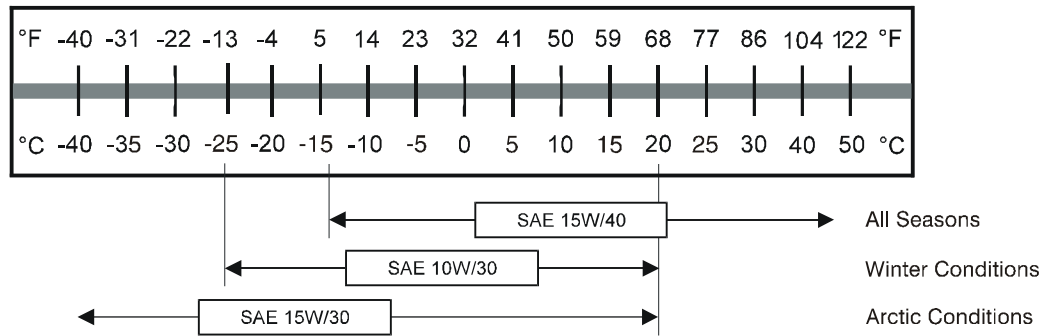 °F -40 -31 -22 -13 -4 5 14 23 32 41 50 59 68 77 86 104 122 °F
°C -40 -35 -30 -25 -20 -15 -10 -5 0 5 10 15 20 25 30 40 50 °C
SAE 15W/40 All Seasons
SAE 10W/30 Winter Conditions
SAE 15W/30 Arctic Conditions